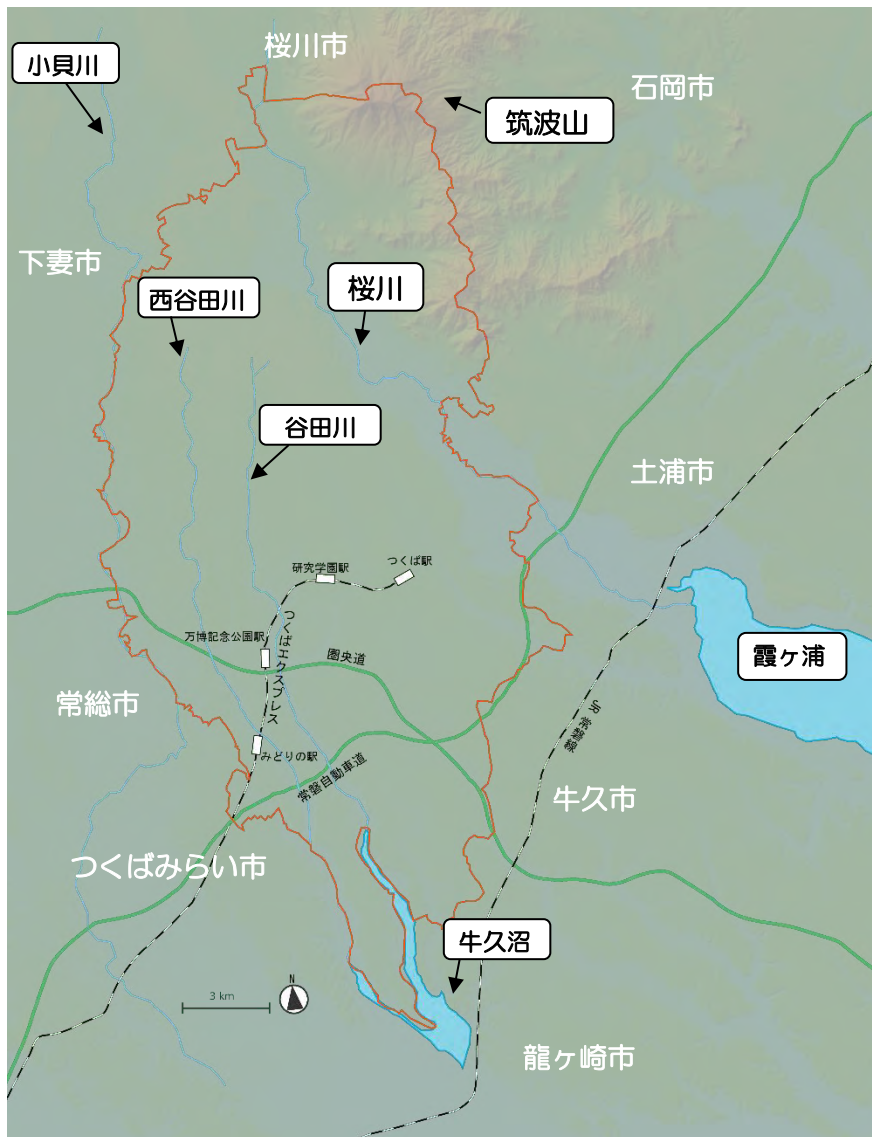 桜川市
小貝川
石岡市
筑波山
下妻市
西谷田川
桜川
谷田川
土浦市
つくば駅
研究学園駅
つくばエクスプレス
万博記念公園駅
圏央道
霞ヶ浦
常総市
JR常磐線
みどりの駅
常磐自動車道
牛久市
つくばみらい市
牛久沼
N
3 km
龍ヶ崎市